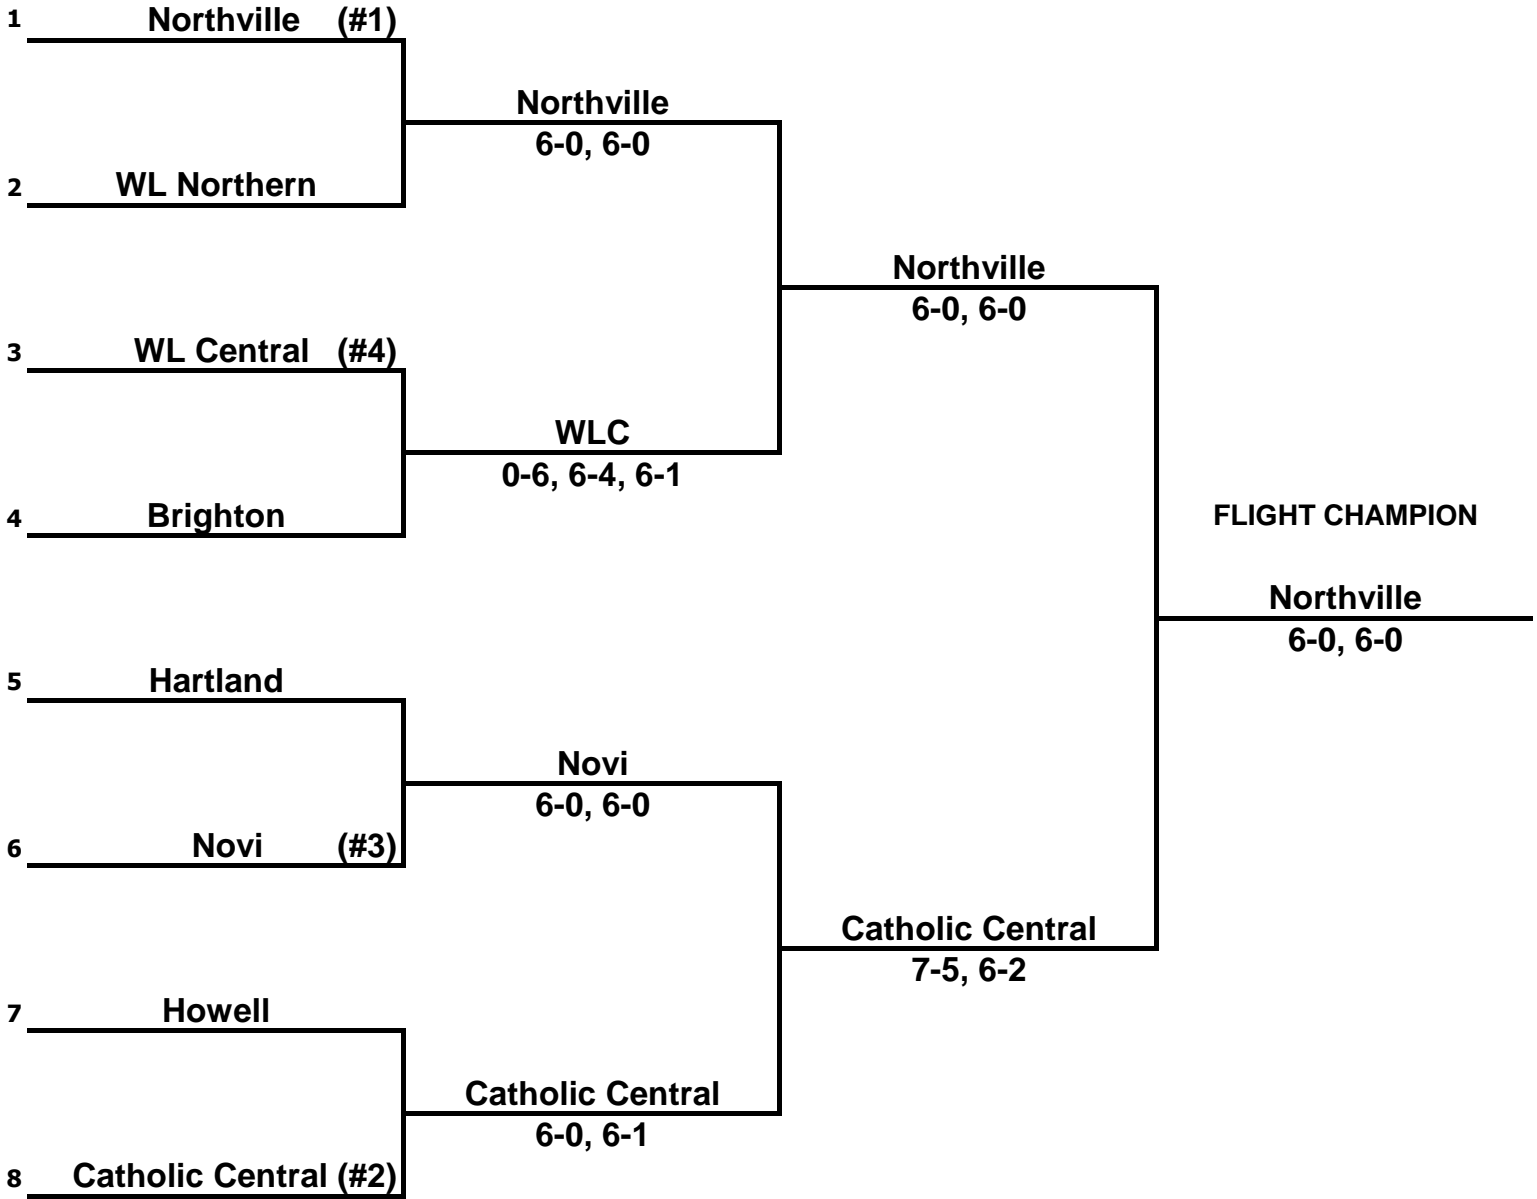 1 Northville (#1)
Northville
6-0, 6-0
2 WL Northern
Northville
6-0, 6-0
3 WL Central (#4)
WLC
0-6, 6-4, 6-1
4 Brighton
FLIGHT CHAMPION
Northville
6-0, 6-0
5 Hartland
Novi
6-0, 6-0
6 Novi (#3)
Catholic Central
7-5, 6-2
7 Howell
Catholic Central
6-0, 6-1
8 Catholic Central (#2)